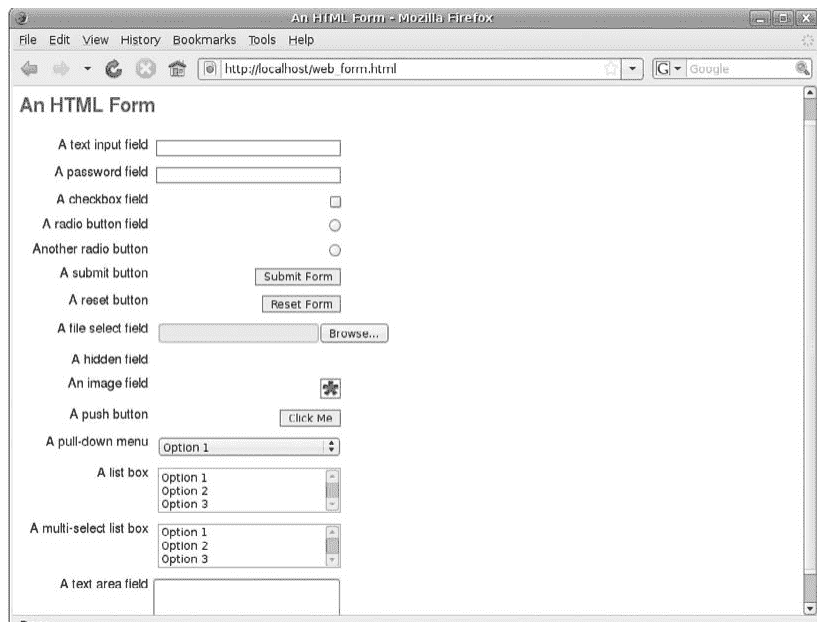 An HTML Form - Mozilla Firefox
File Edit View History Bookmarks Tools Help
http://localhost/web_form.html G Google
An HTML Form
A text input field
A password field
A checkbox field
A radio button field
Another radio button
A submit button Submit Form
A reset button Reset Form
A file select field Browse...
A hidden field
An image field
A push button Click Me
A pull-down menu Option 1
A list box Option 1
Option 2
Option 3
A multi-select list box Option 1
Option 2
Option 3
A text area field